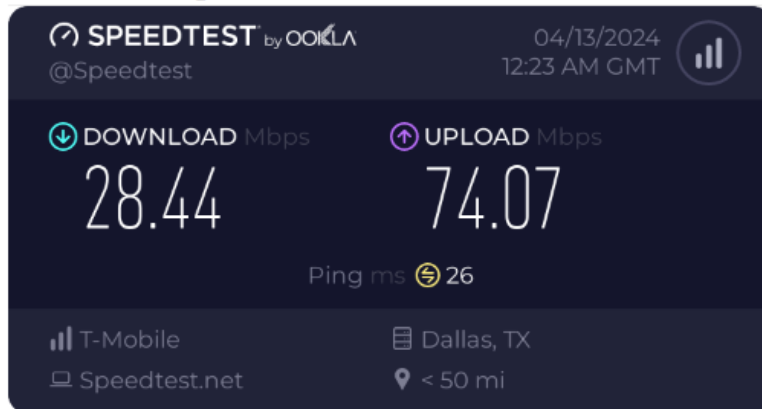 SPEEDTEST by OOKLA
@Speedtest
04/13/2024
12:23 AM GMT
DOWNLOAD Mbps
28.44
UPLOAD Mbps
74.07
Ping ms 26
T-Mobile
Speedtest.net
Dallas, TX
< 50 mi